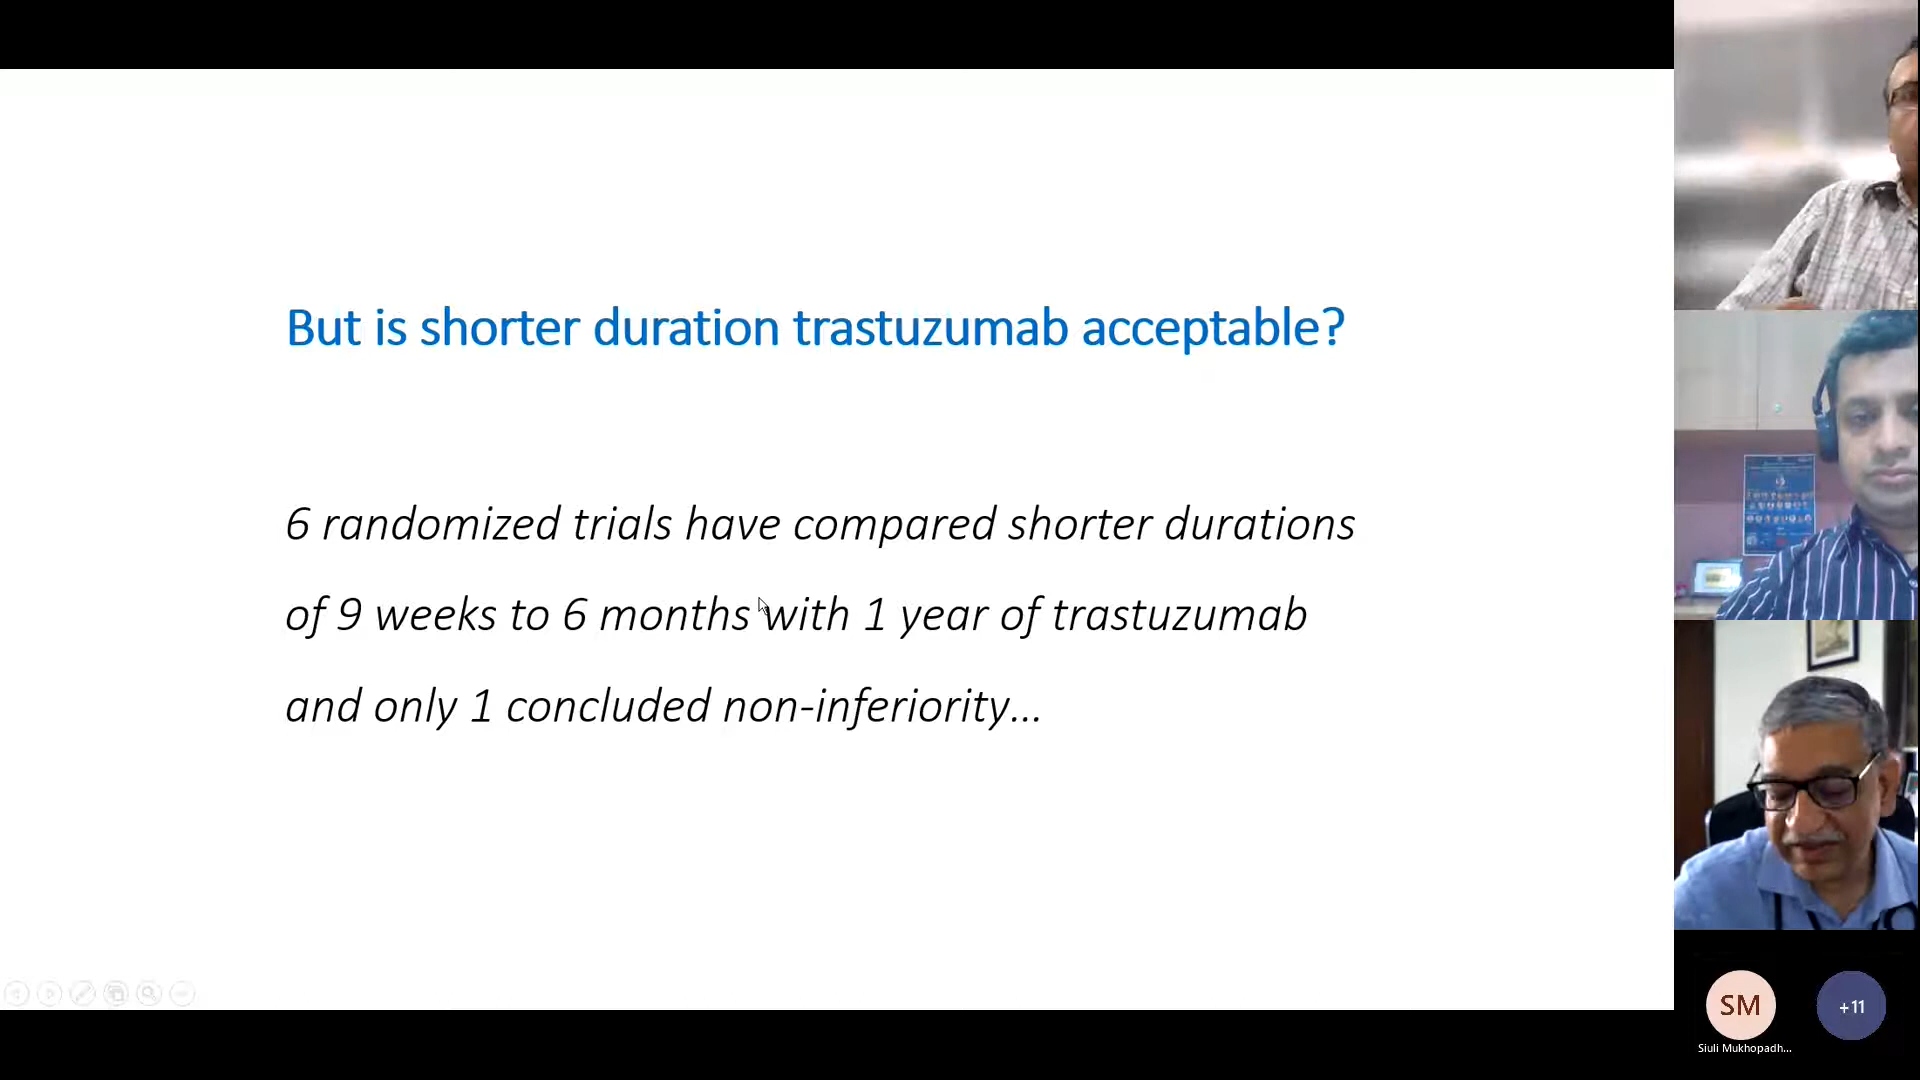 But is shorter duration trastuzumab acceptable?
6 randomized trials have compared shorter durations
of 9 weeks to 6 months with 1 year of trastuzumab
and only 1 concluded non-inferiority...
SM
+11
Siuli Mukhopadh...